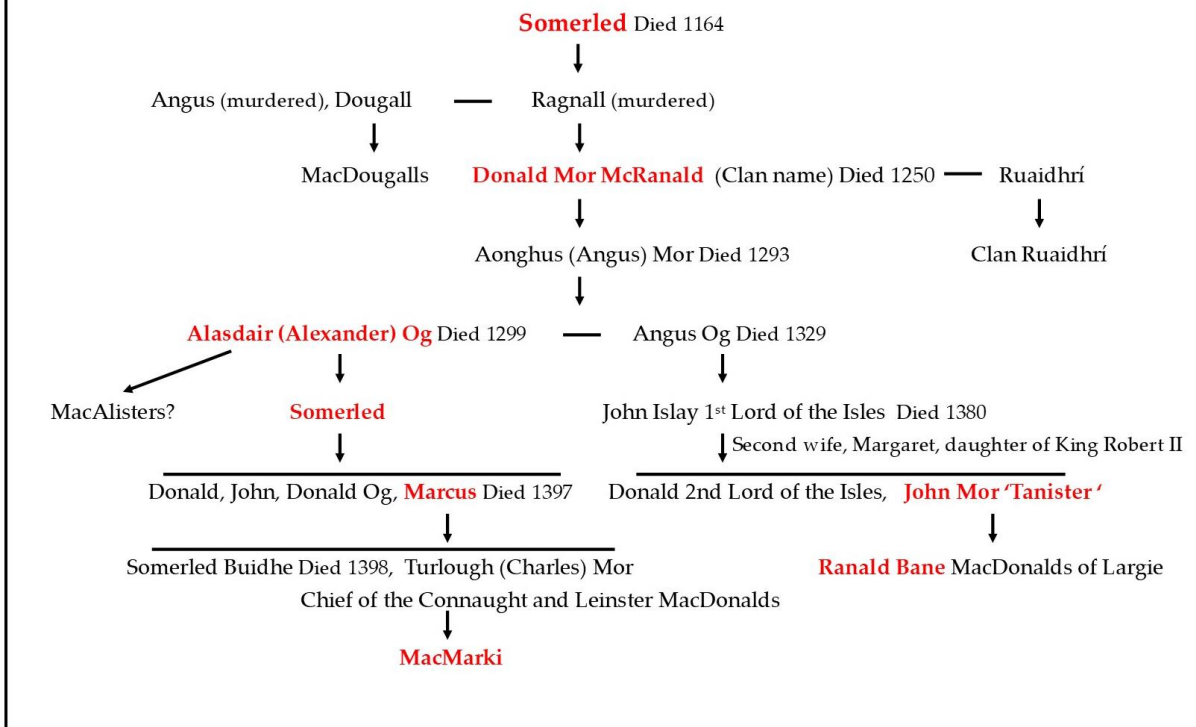 Somerled Died 1164
Angus (murdered), Dougall Ragnall (murdered)
MacDougalls Donald Mor McRanald (Clan name) Died 1250 Ruaidhrí
Aonghus (Angus) Mor Died 1293 Clan Ruaidhrí
Alasdair (Alexander) Og Died 1299 Angus Og Died 1329
MacAlisters? Somerled John Islay 1st Lord of the Isles Died 1380
Second wife, Margaret, daughter of King Robert II
Donald, John, Donald Og, Marcus Died 1397 Donald 2nd Lord of the Isles, John Mor ‘Tanister ‘
Somerled Buidhe Died 1398, Turlough (Charles) Mor Ranald Bane MacDonalds of Largie
Chief of the Connaught and Leinster MacDonalds
MacMarki